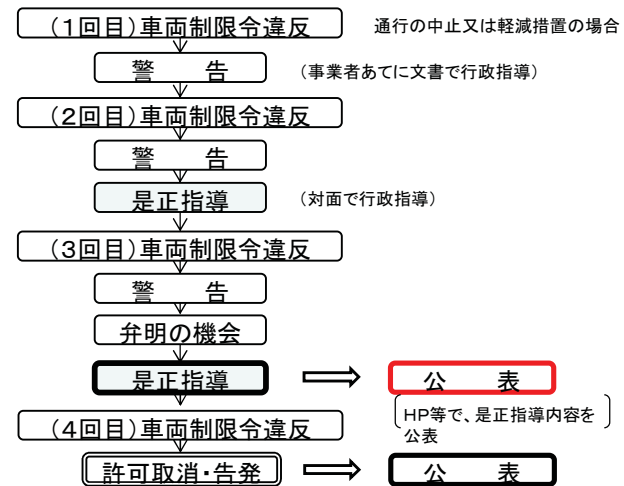 (1回目)車両制限令違反 通行の中止又は軽減措置の場合
警 告 (事業者あてに文書で行政指導)
(2回目)車両制限令違反
警 告
是正指導 (対面で行政指導)
(3回目)車両制限令違反
警 告
弁明の機会
是正指導 公 表
HP等で、是正指導内容を
公表
(4回目)車両制限令違反
許可取消・告発 公 表